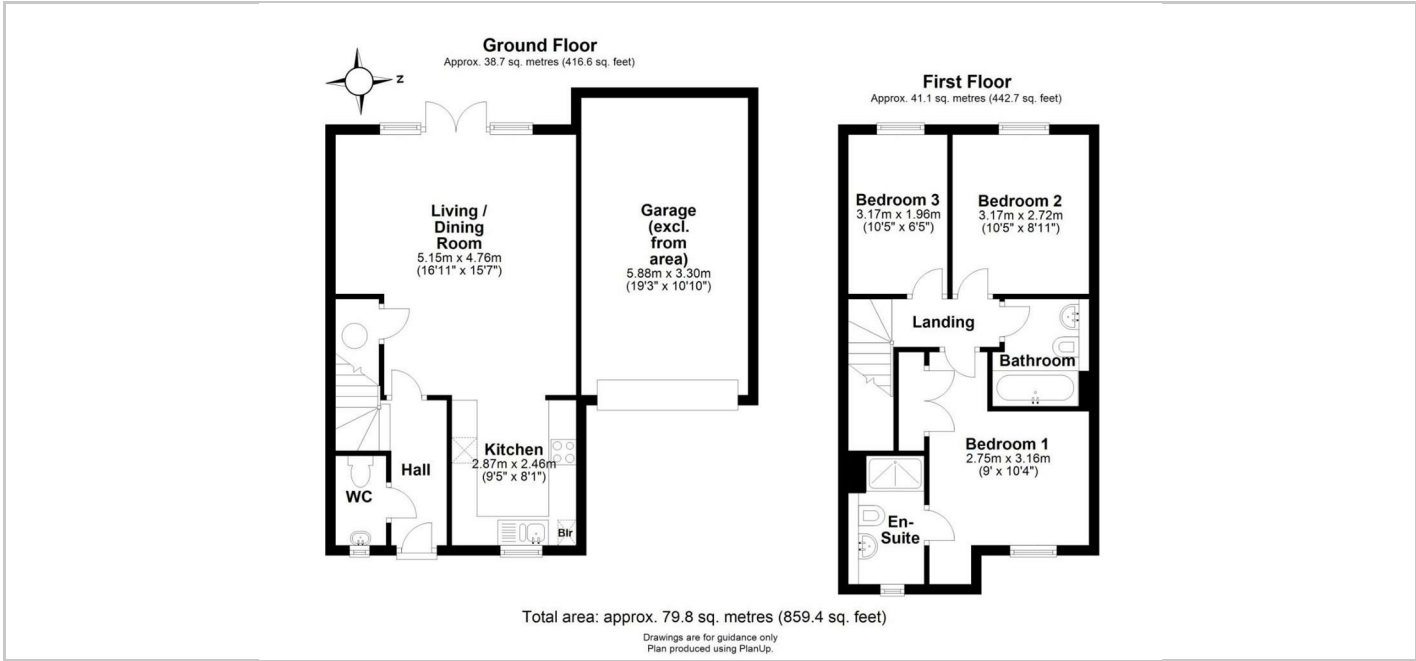 Ground Floor
Approx. 38.7 sq. metres (416.6 sq. feet)
N
Living /
Dining
Room
5.15m x 4.76m
(16'11" x 15'7")
Garage
(excl.
from
area)
5.88m x 3.30m
(19'3" x 10'10")
Kitchen
2.87m x 2.46m
(9'5" x 8'1")
Hall
WC
Blr
First Floor
Approx. 41.1 sq. metres (442.7 sq. feet)
Bedroom 3
3.17m x 1.96m
(10'5" x 6'5")
Bedroom 2
3.17m x 2.72m
(10'5" x 8'11")
Landing
Bathroom
Bedroom 1
2.75m x 3.16m
(9' x 10'4")
En-
Suite
Total area: approx. 79.8 sq. metres (859.4 sq. feet)
Drawings are for guidance only
Plan produced using PlanUp.